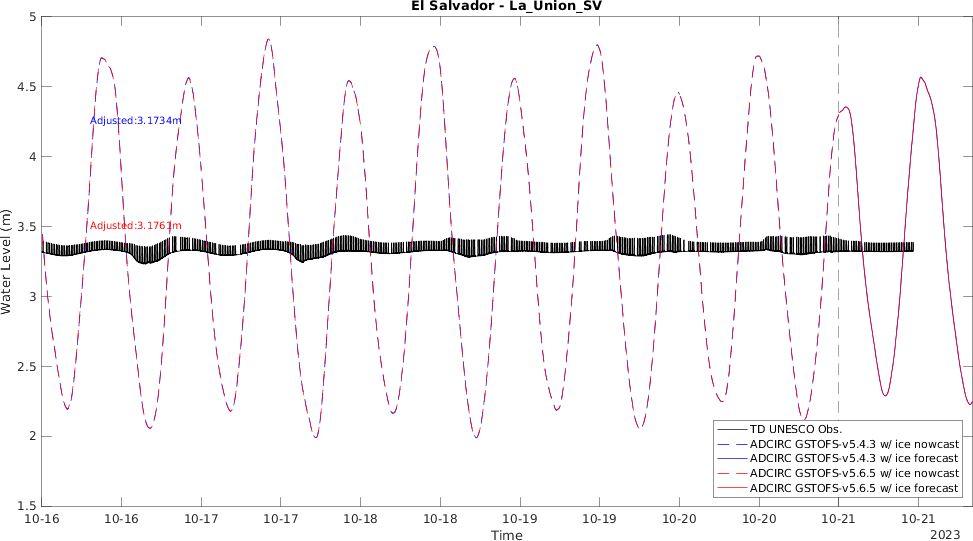 El Salvador - La_Union_SV
5
4.5
4
3.5
3
2.5
2
1.5
Water Level (m)
Adjusted:3.1734m
Adjusted:3.1761m
TD UNESCO Obs.
ADCIRC GSTOFS-v5.4.3 w/ ice nowcast
ADCIRC GSTOFS-v5.4.3 w/ ice forecast
ADCIRC GSTOFS-v5.6.5 w/ ice nowcast
ADCIRC GSTOFS-v5.6.5 w/ ice forecast
10-16 10-16 10-17 10-17 10-18 10-18 10-19 10-19 10-20 10-20 10-21 10-21
Time
2023